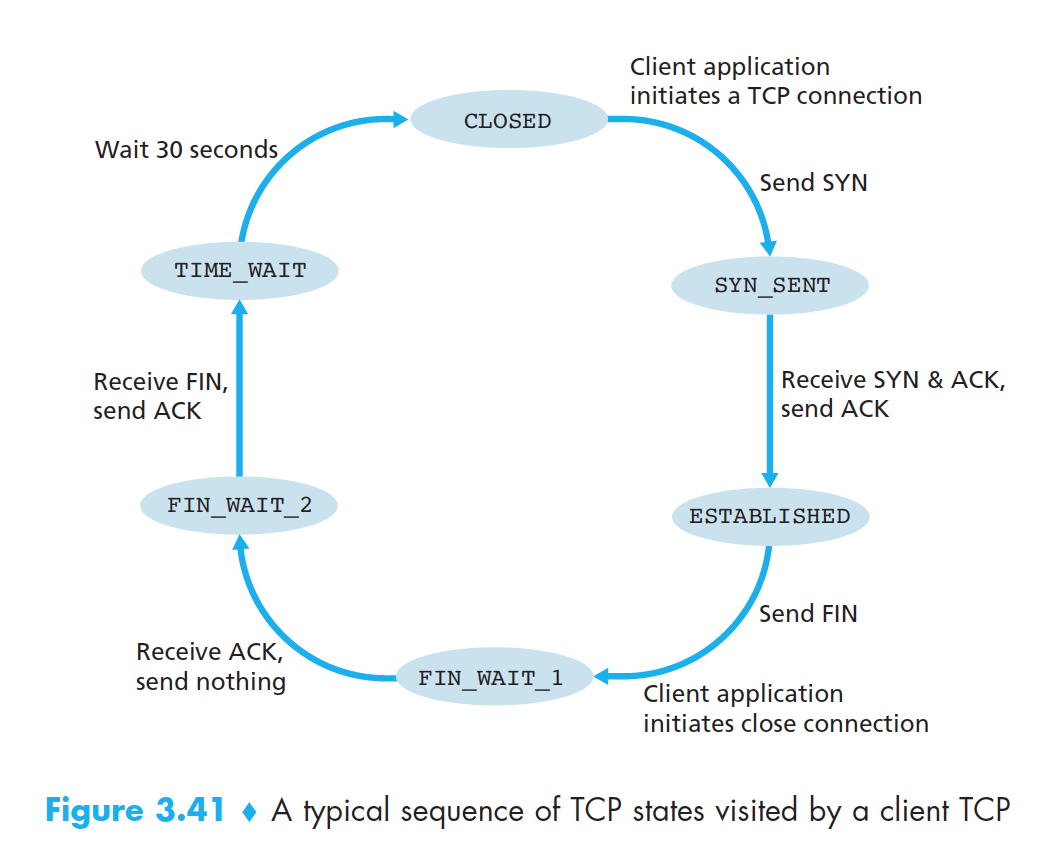 Client application
initiates a TCP connection
CLOSED
Wait 30 seconds
Send SYN
TIME_WAIT
SYN_SENT
Receive FIN,
send ACK
Receive SYN & ACK,
send ACK
FIN_WAIT_2
ESTABLISHED
Send FIN
Receive ACK,
send nothing
FIN_WAIT_1
Client application
initiates close connection
Figure 3.41 ♦ A typical sequence of TCP states visited by a client TCP